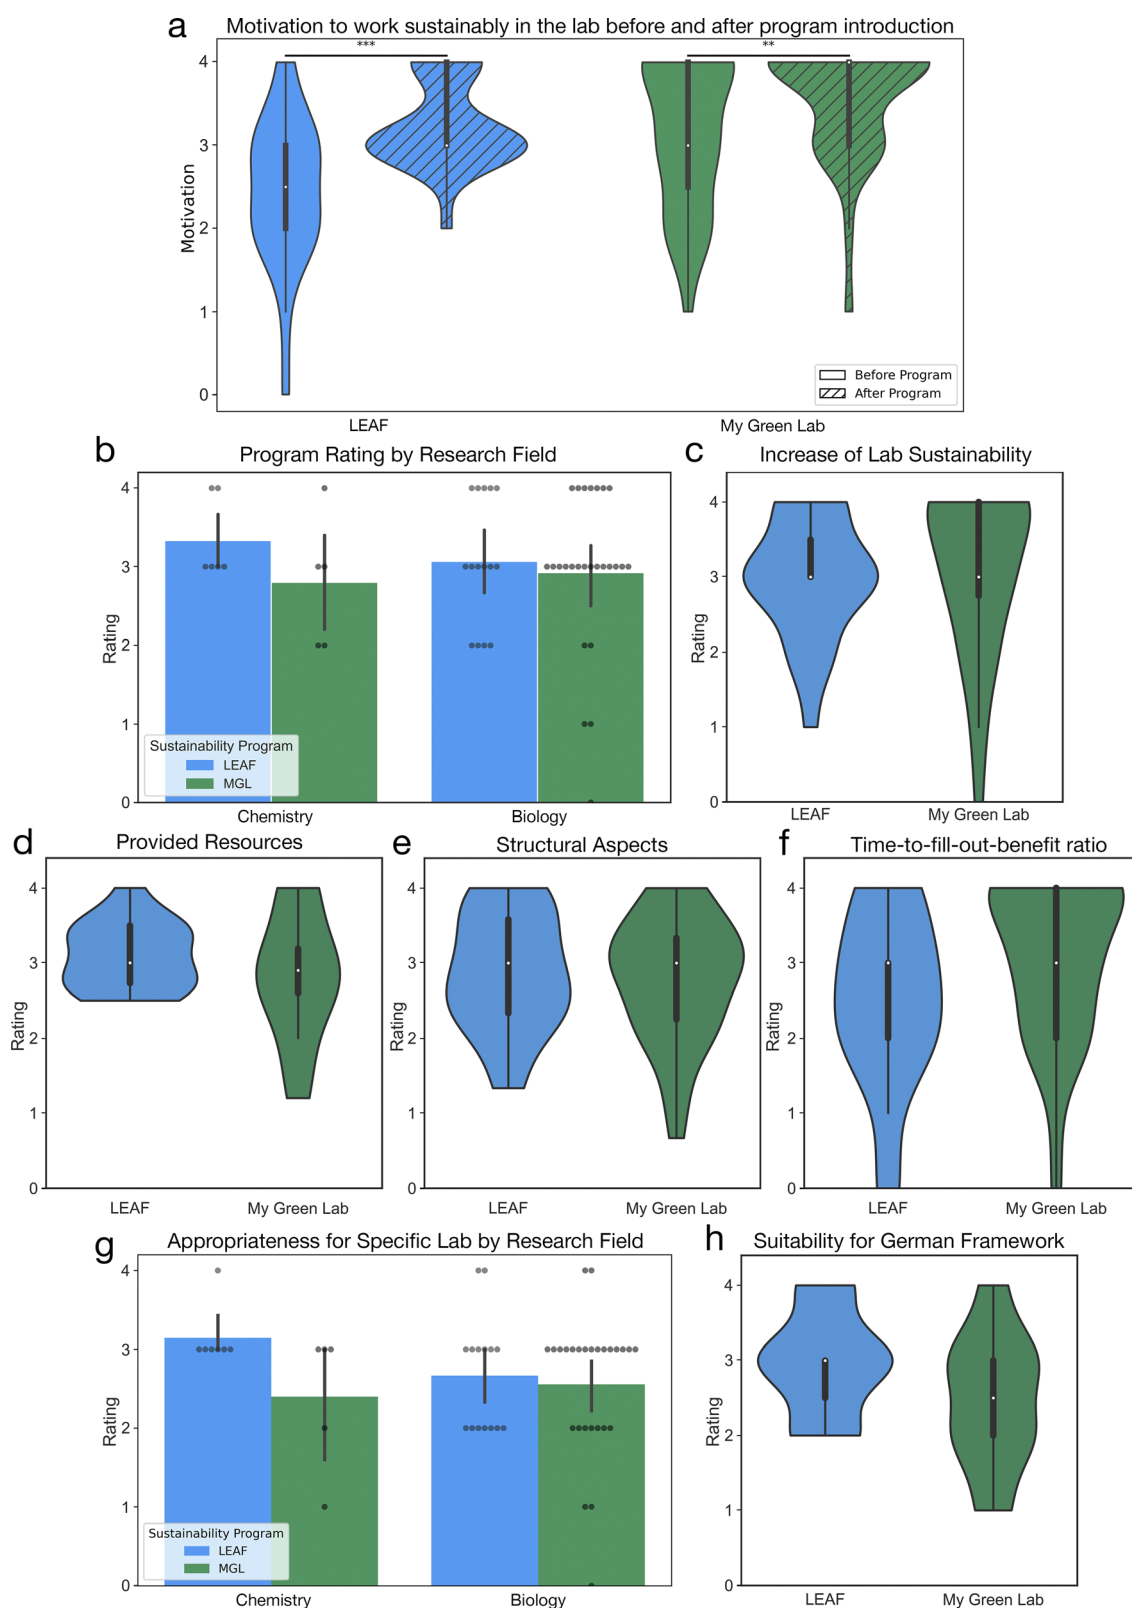 a
Motivation to work sustainably in the lab before and after program introduction
*** **
4
3
2
1
0
Motivation
Before Program
After Program
LEAF My Green Lab
b
Program Rating by Research Field
4
3
2
1
0
Rating
Sustainability Program
LEAF
MGL
Chemistry Biology
c
Increase of Lab Sustainability
4
3
2
1
0
Rating
LEAF My Green Lab
d
Provided Resources
4
3
2
1
0
Rating
LEAF My Green Lab
e
Structural Aspects
4
3
2
1
0
Rating
LEAF My Green Lab
f
Time-to-fill-out-benefit ratio
4
3
2
1
0
Rating
LEAF My Green Lab
g
Appropriateness for Specific Lab by Research Field
4
3
2
1
0
Rating
Sustainability Program
LEAF
MGL
Chemistry Biology
h
Suitability for German Framework
4
3
2
1
0
Rating
LEAF My Green Lab